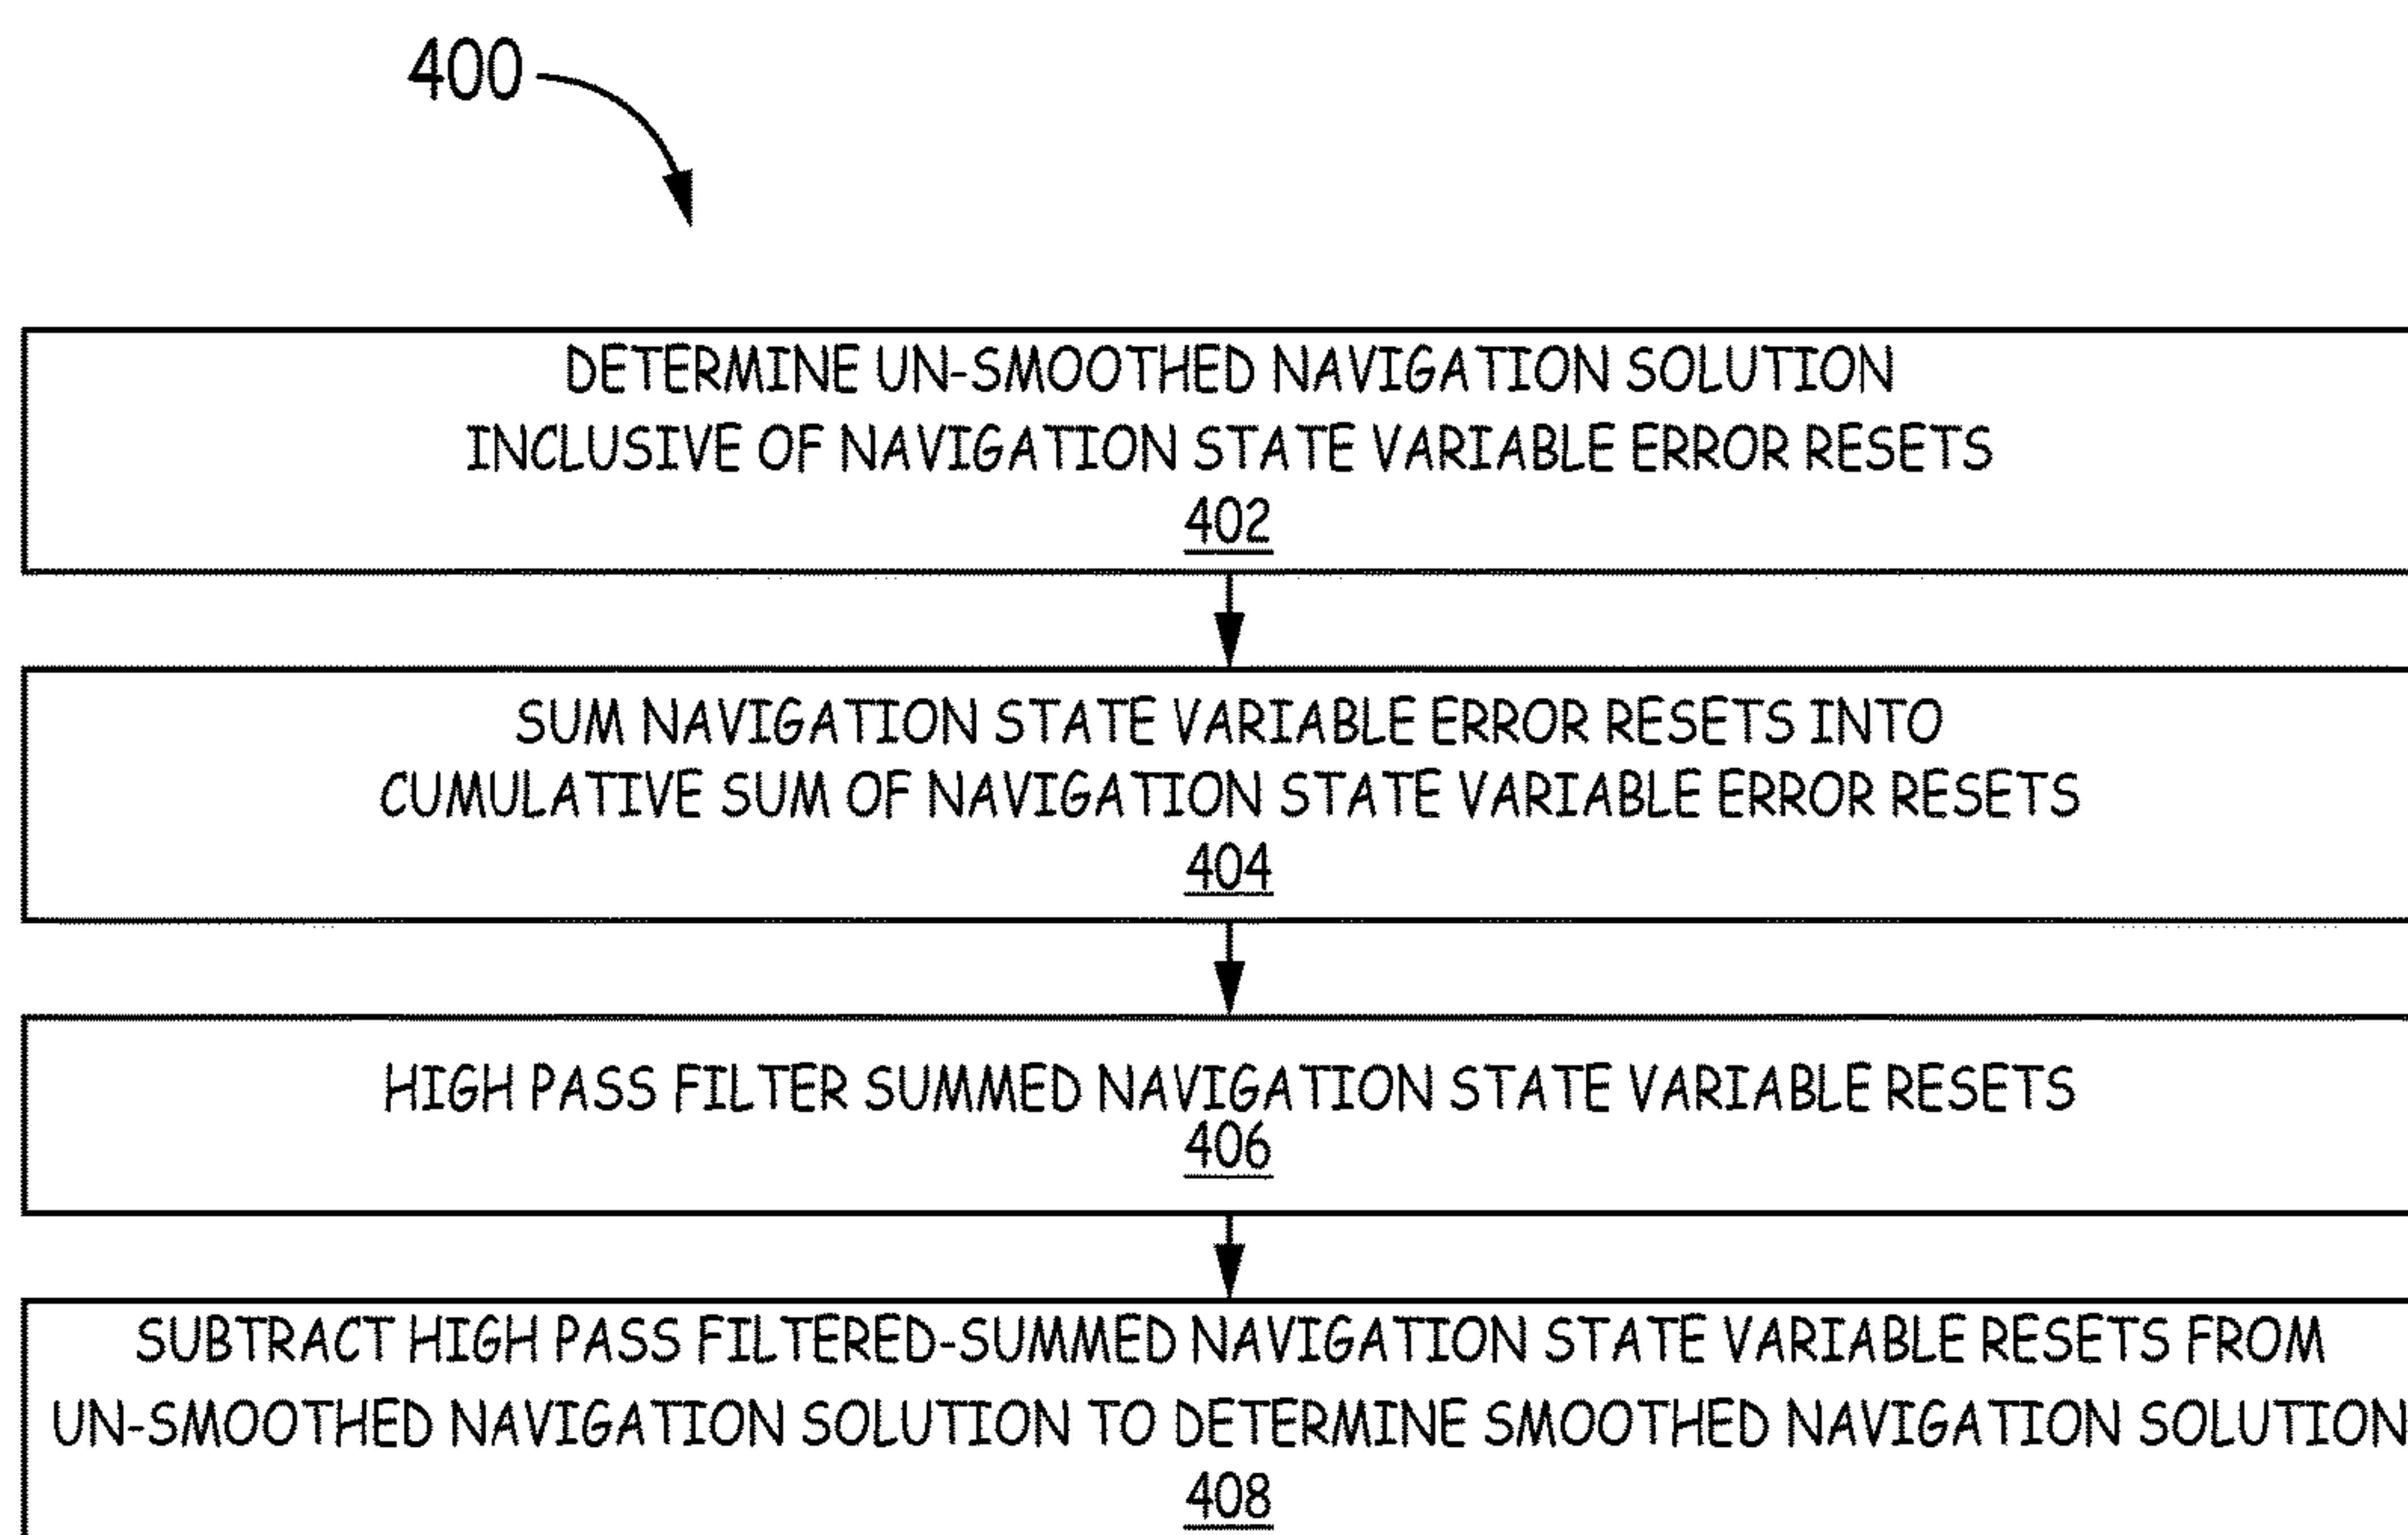 400
DETERMINE UN-SMOOTHED NAVIGATION SOLUTION
INCLUSIVE OF NAVIGATION STATE VARIABLE ERROR RESETS
402
SUM NAVIGATION STATE VARIABLE ERROR RESETS INTO
CUMULATIVE SUM OF NAVIGATION STATE VARIABLE ERROR RESETS
404
HIGH PASS FILTER SUMMED NAVIGATION STATE VARIABLE RESETS
406
SUBTRACT HIGH PASS FILTERED-SUMMED NAVIGATION STATE VARIABLE RESETS FROM
UN-SMOOTHED NAVIGATION SOLUTION TO DETERMINE SMOOTHED NAVIGATION SOLUTION
408